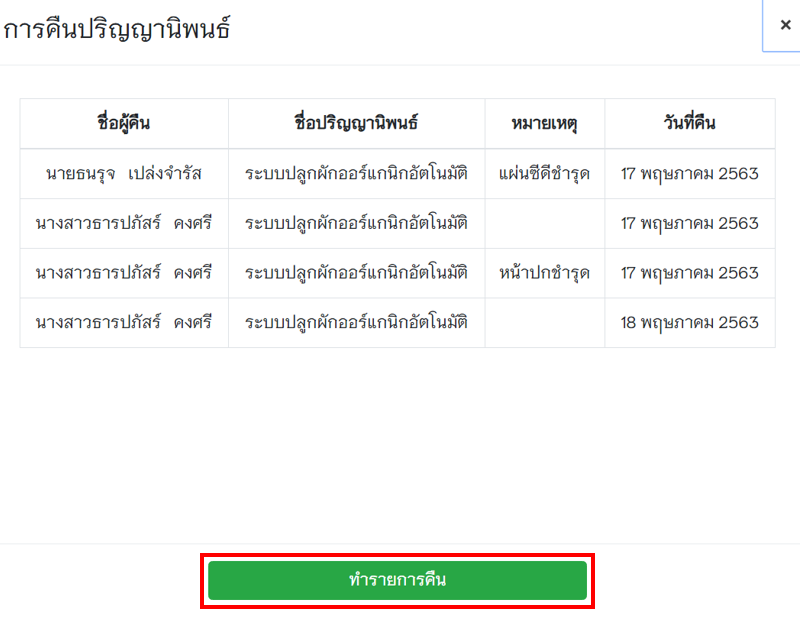 การคืนปริญญานิพนธ์
×
ชื่อผู้คืน ชื่อปริญญานิพนธ์ หมายเหตุ วันที่คืน
นายธนรุจ เปล่งจำรัส ระบบปลูกผักออร์แกนิกอัตโนมัติ แผ่นซีดีชำรุด 17 พฤษภาคม 2563
นางสาวธารปภัสร์ คงศรี ระบบปลูกผักออร์แกนิกอัตโนมัติ 17 พฤษภาคม 2563
นางสาวธารปภัสร์ คงศรี ระบบปลูกผักออร์แกนิกอัตโนมัติ หน้าปกชำรุด 17 พฤษภาคม 2563
นางสาวธารปภัสร์ คงศรี ระบบปลูกผักออร์แกนิกอัตโนมัติ 18 พฤษภาคม 2563
ทำรายการคืน